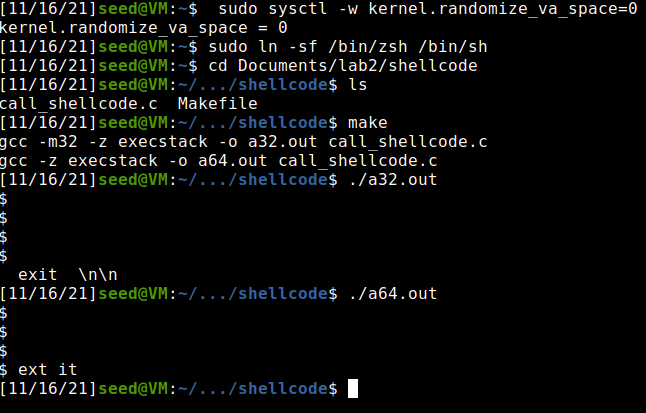 [11/16/21]seed@VM:~$  sudo sysctl -w kernel.randomize_va_space=0
kernel.randomize_va_space = 0
[11/16/21]seed@VM:~$ sudo ln -sf /bin/zsh /bin/sh
[11/16/21]seed@VM:~$ cd Documents/lab2/shellcode
[11/16/21]seed@VM:~/.../shellcode$ ls
call_shellcode.c  Makefile
[11/16/21]seed@VM:~/.../shellcode$ make
gcc -m32 -z execstack -o a32.out call_shellcode.c
gcc -z execstack -o a64.out call_shellcode.c
[11/16/21]seed@VM:~/.../shellcode$ ./a32.out
$
$
$
$
  exit  \n\n
[11/16/21]seed@VM:~/.../shellcode$ ./a64.out
$
$
$
$ ext it
[11/16/21]seed@VM:~/.../shellcode$